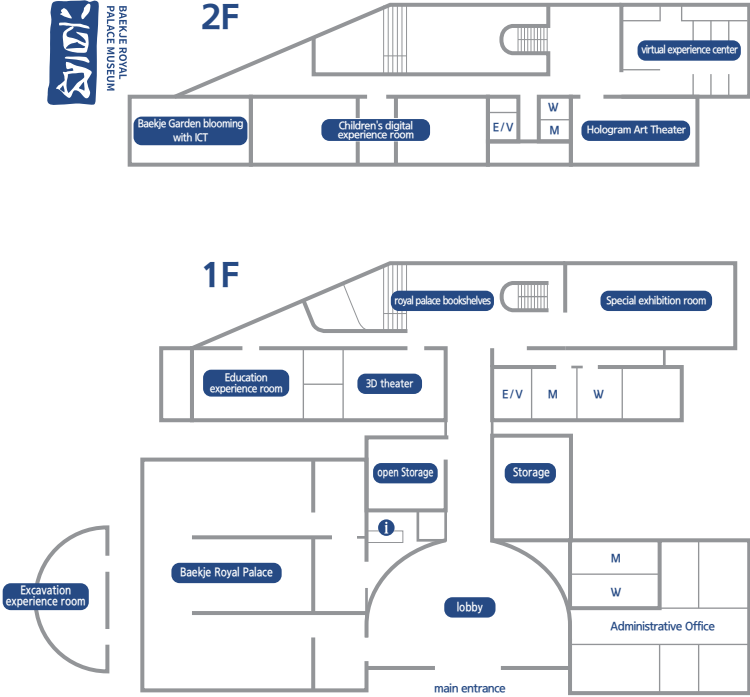 BAEKJE ROYAL
PALACE MUSEUM
2F
virtual experience center
Baekje Garden blooming
with ICT
Children's digital
experience room
E/V
W
M
Hologram Art Theater
1F
royal palace bookshelves
Special exhibition room
Education
experience room
3D theater
E/V
M
W
open Storage
Storage
i
Baekje Royal Palace
Excavation
experience room
lobby
M
W
Administrative Office
main entrance